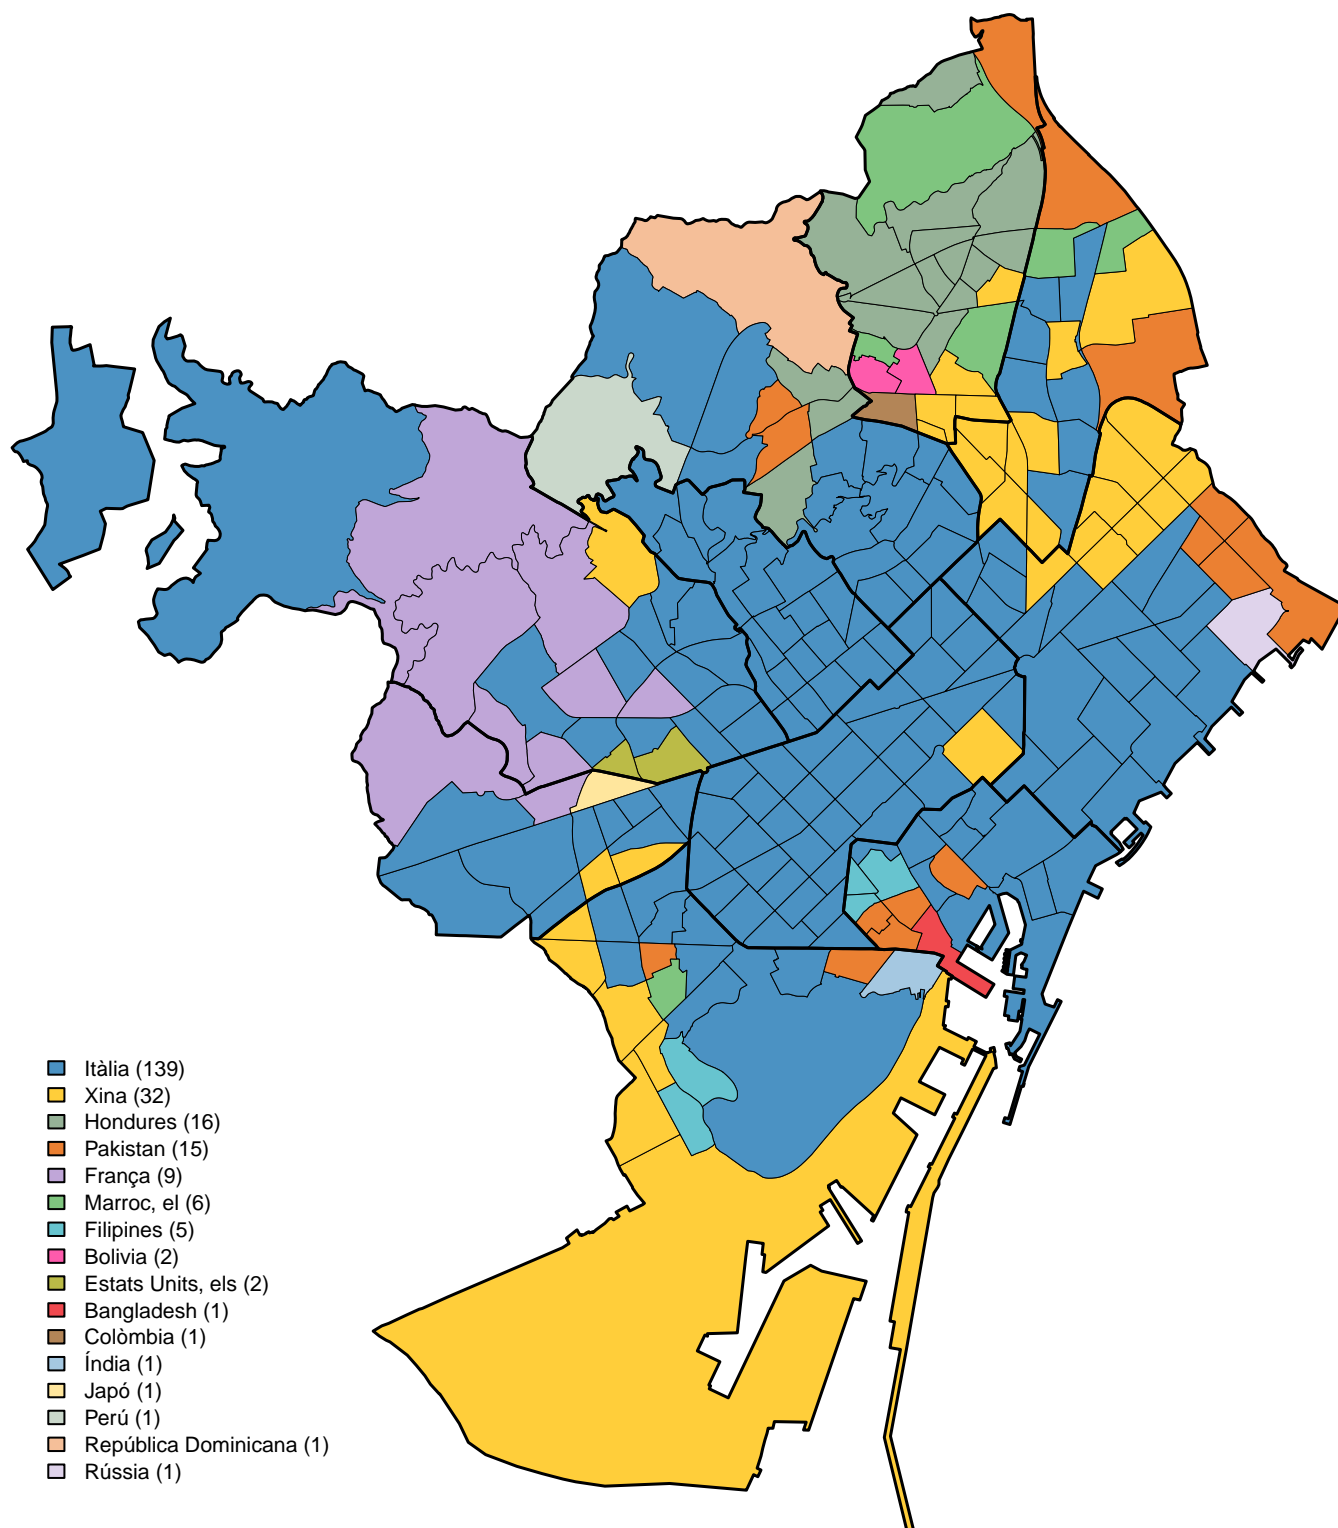 Itàlia (139)
Xina (32)
Hondures (16)
Pakistan (15)
França (9)
Marroc, el (6)
Filipines (5)
Bolivia (2)
Estats Units, els (2)
Bangladesh (1)
Colòmbia (1)
Índia (1)
Japó (1)
Perú (1)
República Dominicana (1)
Rússia (1)